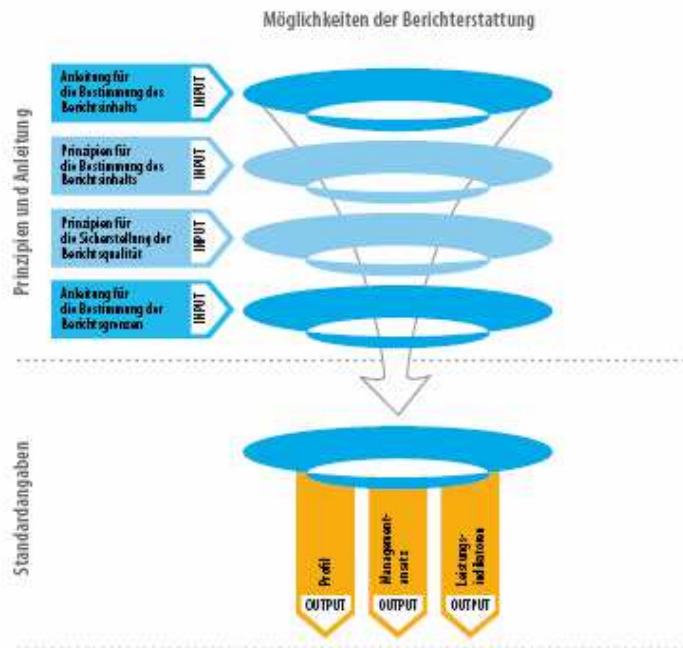 Möglichkeiten der Berichterstattung
Prinzipien und Anleitung
Anleitung für
die Bestimmung des
Berichtsinhalts
INPUT
Prinzipien für
die Bestimmung des
Berichtsinhalts
INPUT
Prinzipien für
die Sicherstellung der
Berichtsqualität
INPUT
Anleitung für
die Bestimmung der
Berichtsgrenzen
INPUT
Standardangaben
Profil
OUTPUT
Management-
ansatz
OUTPUT
Leistungs-
indikatoren
OUTPUT